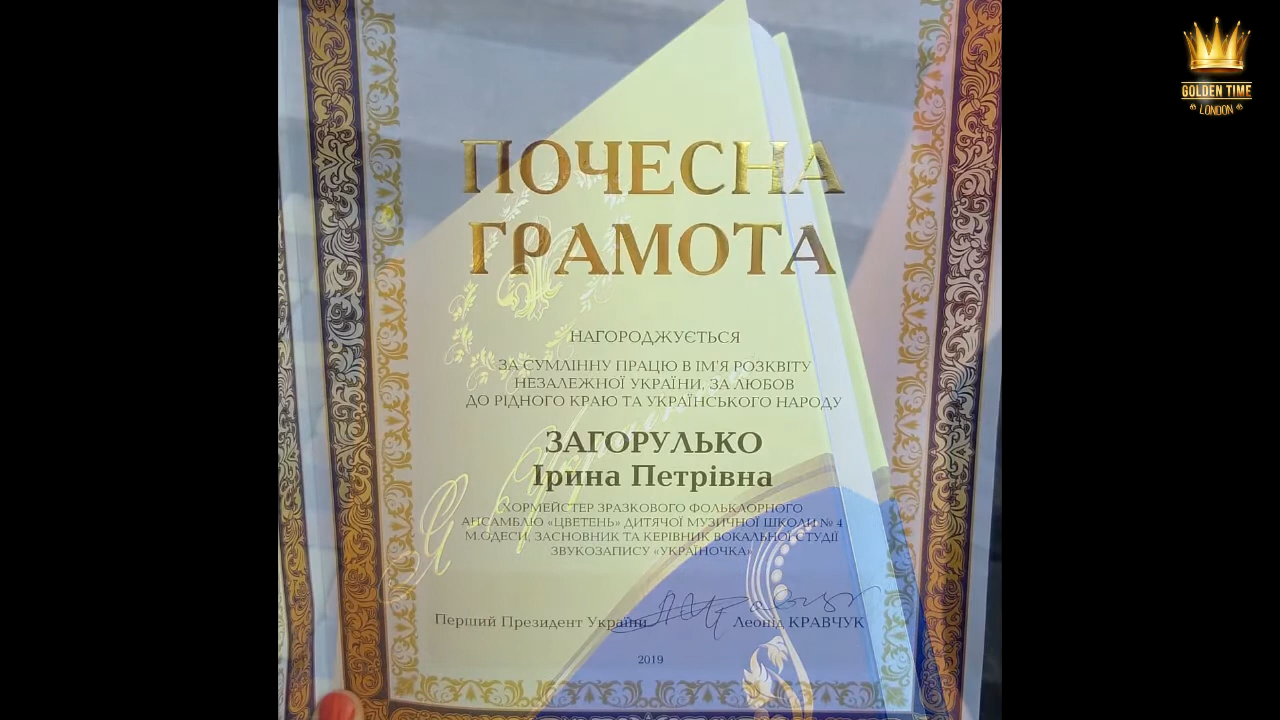 GOLDEN TIME
LONDON
ПОЧЕСНА
ГРАМОТА
НАГОРОДЖУЄТЬСЯ
ЗА СУМЛІННУ ПРАЦЮ В ІМ'Я РОЗКВІТУ
НЕЗАЛЕЖНОЇ УКРАЇНИ, ЗА ЛЮБОВ
ДО РІДНОГО КРАЮ ТА УКРАЇНСЬКОГО НАРОДУ
ЗАГОРУЛЬКО
Ірина Петрівна
ХОРМЕЙСТЕР ЗРАЗКОВОГО ФОЛЬКЛОРНОГО
АНСАМБЛЮ «ЦВЕТЕНЬ» ДИТЯЧОЇ МУЗИЧНОЇ ШКОЛИ № 4
М.ОДЕСИ, ЗАСНОВНИК ТА КЕРІВНИК ВОКАЛЬНОЇ СТУДІЇ
ЗВУКОЗАПИСУ «УКРАЇНОЧКА»
Я -
Перший Президент України Леонід КРАВЧУК
2019